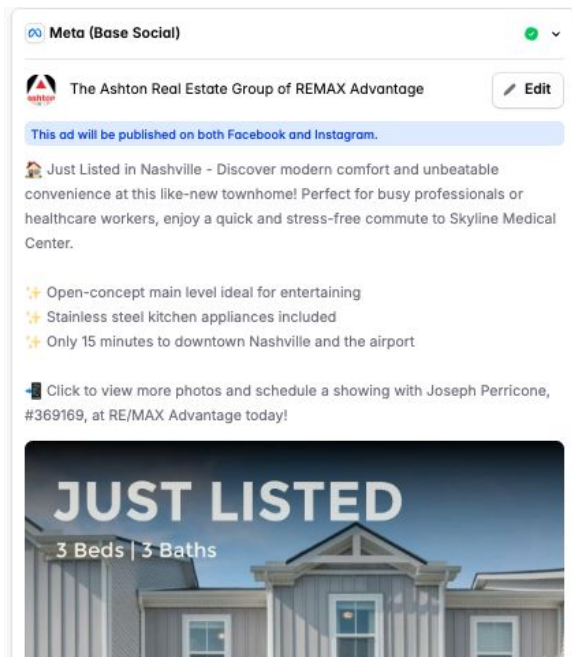 Meta (Base Social)
ashton
The Ashton Real Estate Group of REMAX Advantage
Edit
This ad will be published on both Facebook and Instagram.
🏠 Just Listed in Nashville - Discover modern comfort and unbeatable
convenience at this like-new townhome! Perfect for busy professionals or
healthcare workers, enjoy a quick and stress-free commute to Skyline Medical
Center.
✨ Open-concept main level ideal for entertaining
✨ Stainless steel kitchen appliances included
✨ Only 15 minutes to downtown Nashville and the airport
📲 Click to view more photos and schedule a showing with Joseph Perricone,
#369169, at RE/MAX Advantage today!
JUST LISTED
3 Beds | 3 Baths